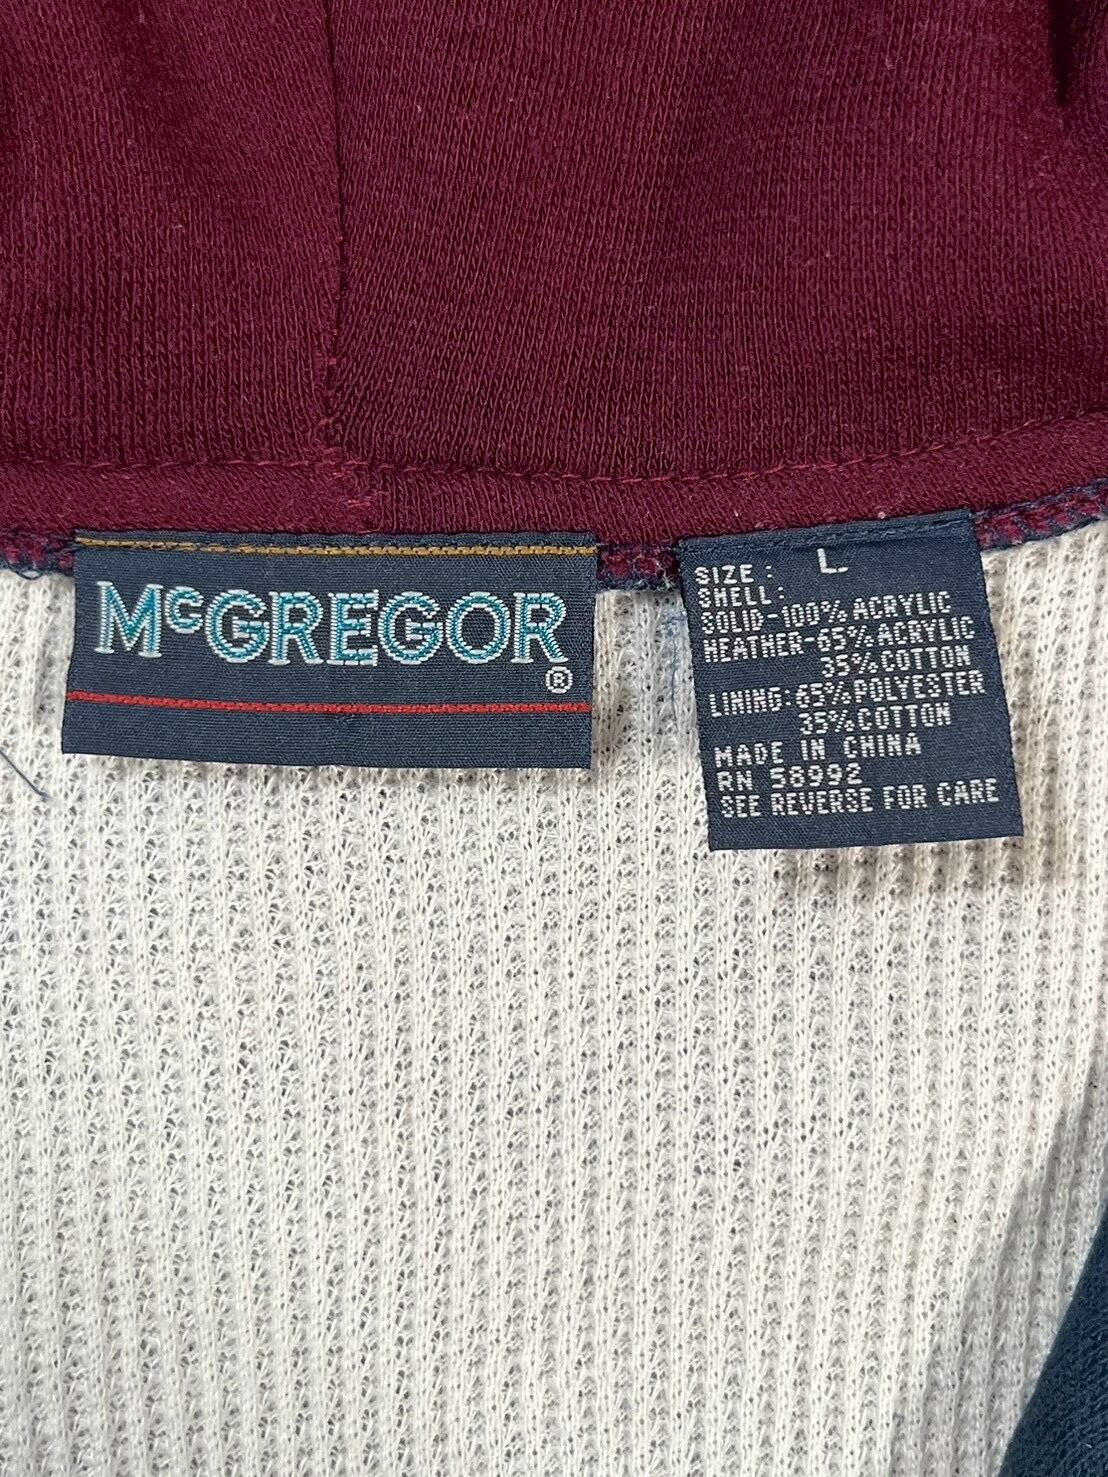 McGREGOR
®
SIZE: L.
SHELL:
SOLID-100% ACRYLIC
HEATHER-65% ACRYLIC
35% COTTON
LINING: 65% POLYESTER
35% COTTON
MADE IN CHINA
RN 58992
SEE REVERSE FOR CARE